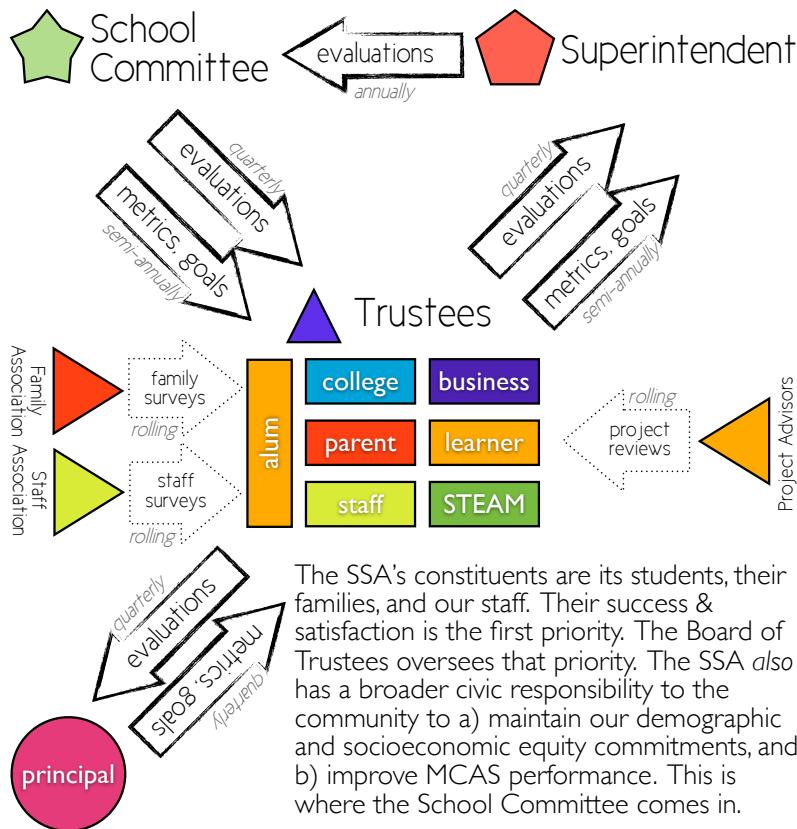 School
Committee
evaluations
annually
Superintendent
quarterly
evaluations
metrics, goals
semi-annually
quarterly
evaluations
metrics, goals
semi-annually
Trustees
Family
Association
family
surveys
rolling
Staff
Association
staff
surveys
rolling
alum
college
business
parent
learner
staff
STEAM
rolling
project
reviews
Project Advisors
quarterly
evaluations
metrics, goals
quarterly
principal
The SSA's constituents are its students, their
families, and our staff. Their success &
satisfaction is the first priority. The Board of
Trustees oversees that priority. The SSA also
has a broader civic responsibility to the
community to a) maintain our demographic
and socioeconomic equity commitments, and
b) improve MCAS performance. This is
where the School Committee comes in.